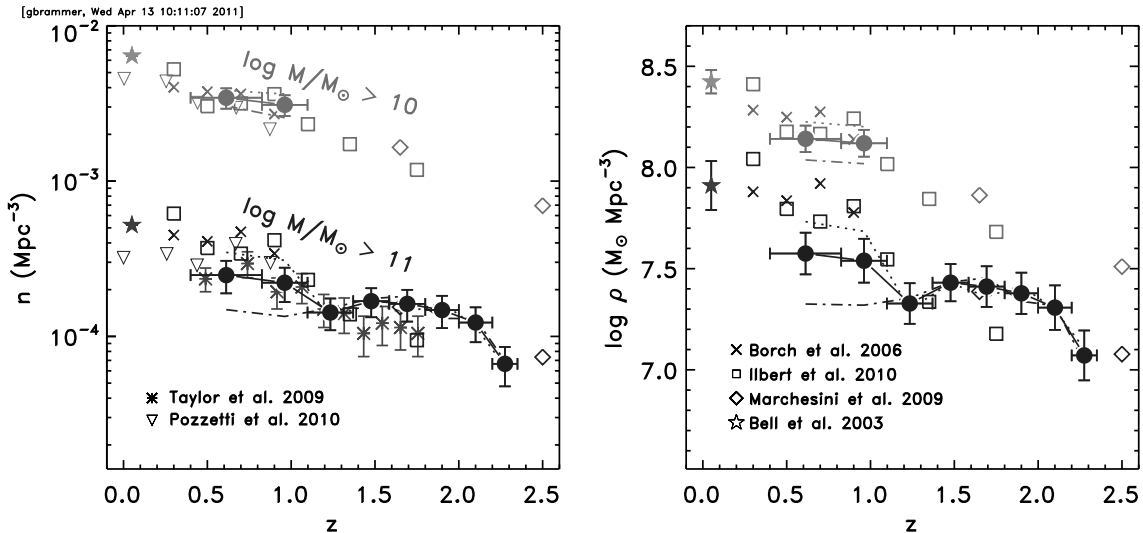 [gbrammer, Wed Apr 13 10:11:07 2011]
10⁻²
10⁻³
10⁻⁴
n (Mpc⁻³)
log M/M☉ > 10
log M/M☉ > 11
Taylor et al. 2009
Pozzetti et al. 2010
0.0 0.5 1.0 1.5 2.0 2.5
z
8.5
8.0
7.5
7.0
log ρ (M☉ Mpc⁻³)
Borch et al. 2006
Ilbert et al. 2010
Marchesini et al. 2009
Bell et al. 2003
0.0 0.5 1.0 1.5 2.0 2.5
z